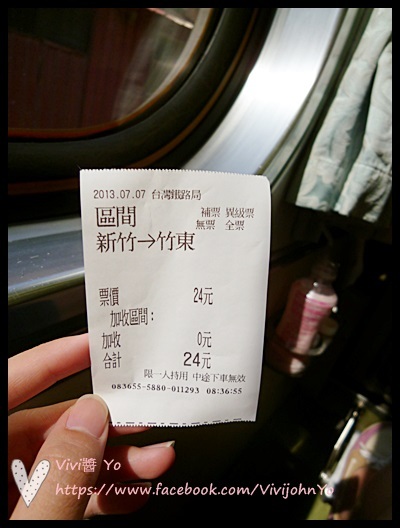 2013.07.07 台灣鐵路局
區間 補票 異級票
無票 全票
新竹→竹東
票價 24元
加收區間:
加收 0元
合計 24元
限一人持用 中途下車無效
083655-5880-011293 08:36:55
Vivi醬 Yo
https://www.facebook.com/VivijohnYo